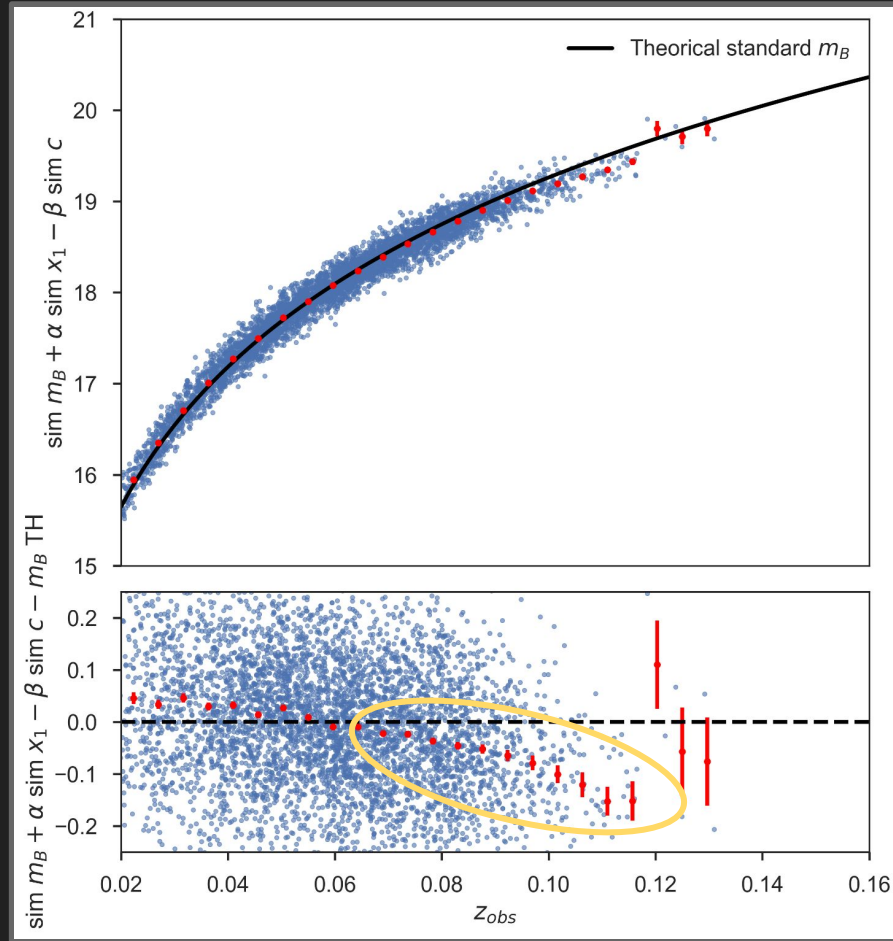 21
20
19
18
17
16
15
sim m_B + α sim x_1 − β sim c
Theorical standard m_B
0.2
0.1
0.0
−0.1
−0.2
sim m_B + α sim x_1 − β sim c − m_B TH
0.02 0.04 0.06 0.08 0.10 0.12 0.14 0.16
z_obs